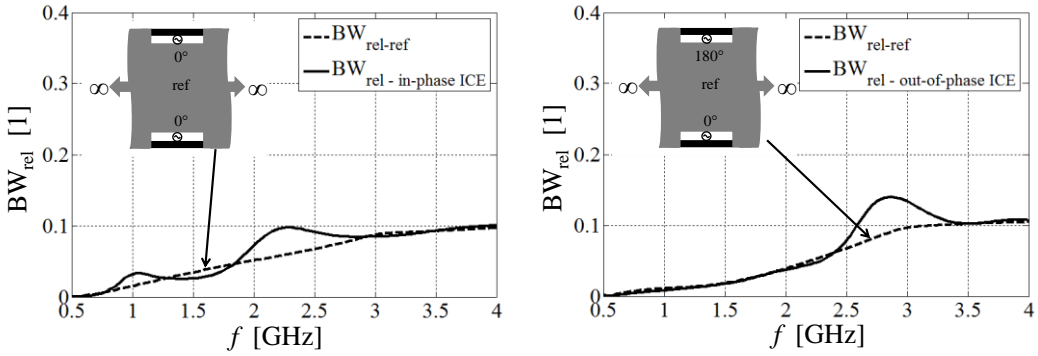 0.4
0.3
0.2
0.1
0
BW_rel [1]
0.5 1 1.5 2 2.5 3 3.5 4
f [GHz]
BW_rel-ref
BW_rel - in-phase ICE
0°
∞ ref ∞
0°
0.4
0.3
0.2
0.1
0
BW_rel [1]
0.5 1 1.5 2 2.5 3 3.5 4
f [GHz]
BW_rel-ref
BW_rel - out-of-phase ICE
180°
∞ ref ∞
0°